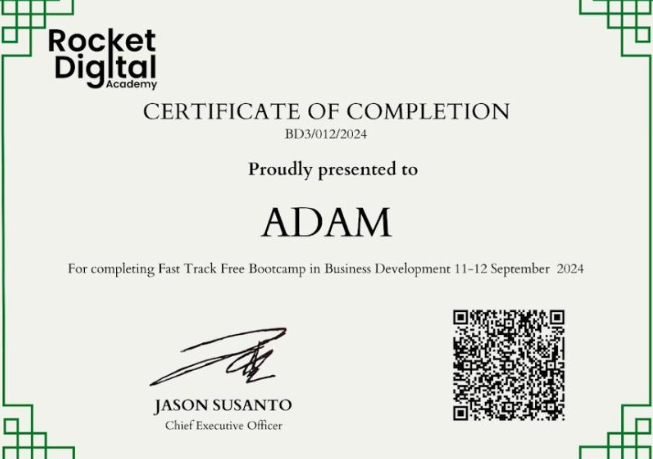 Rocket
Digital
Academy
CERTIFICATE OF COMPLETION
BD3/012/2024
Proudly presented to
ADAM
For completing Fast Track Free Bootcamp in Business Development 11-12 September 2024
JASON SUSANTO
Chief Executive Officer